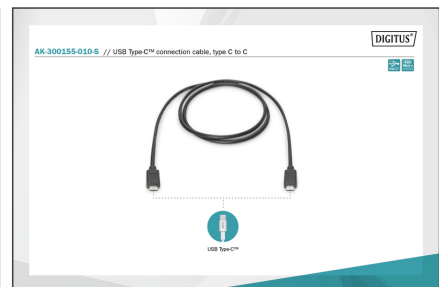 DIGITUS®
AK-300155-010-S // USB Type-C™ connection cable, type C to C
USB Type-C™